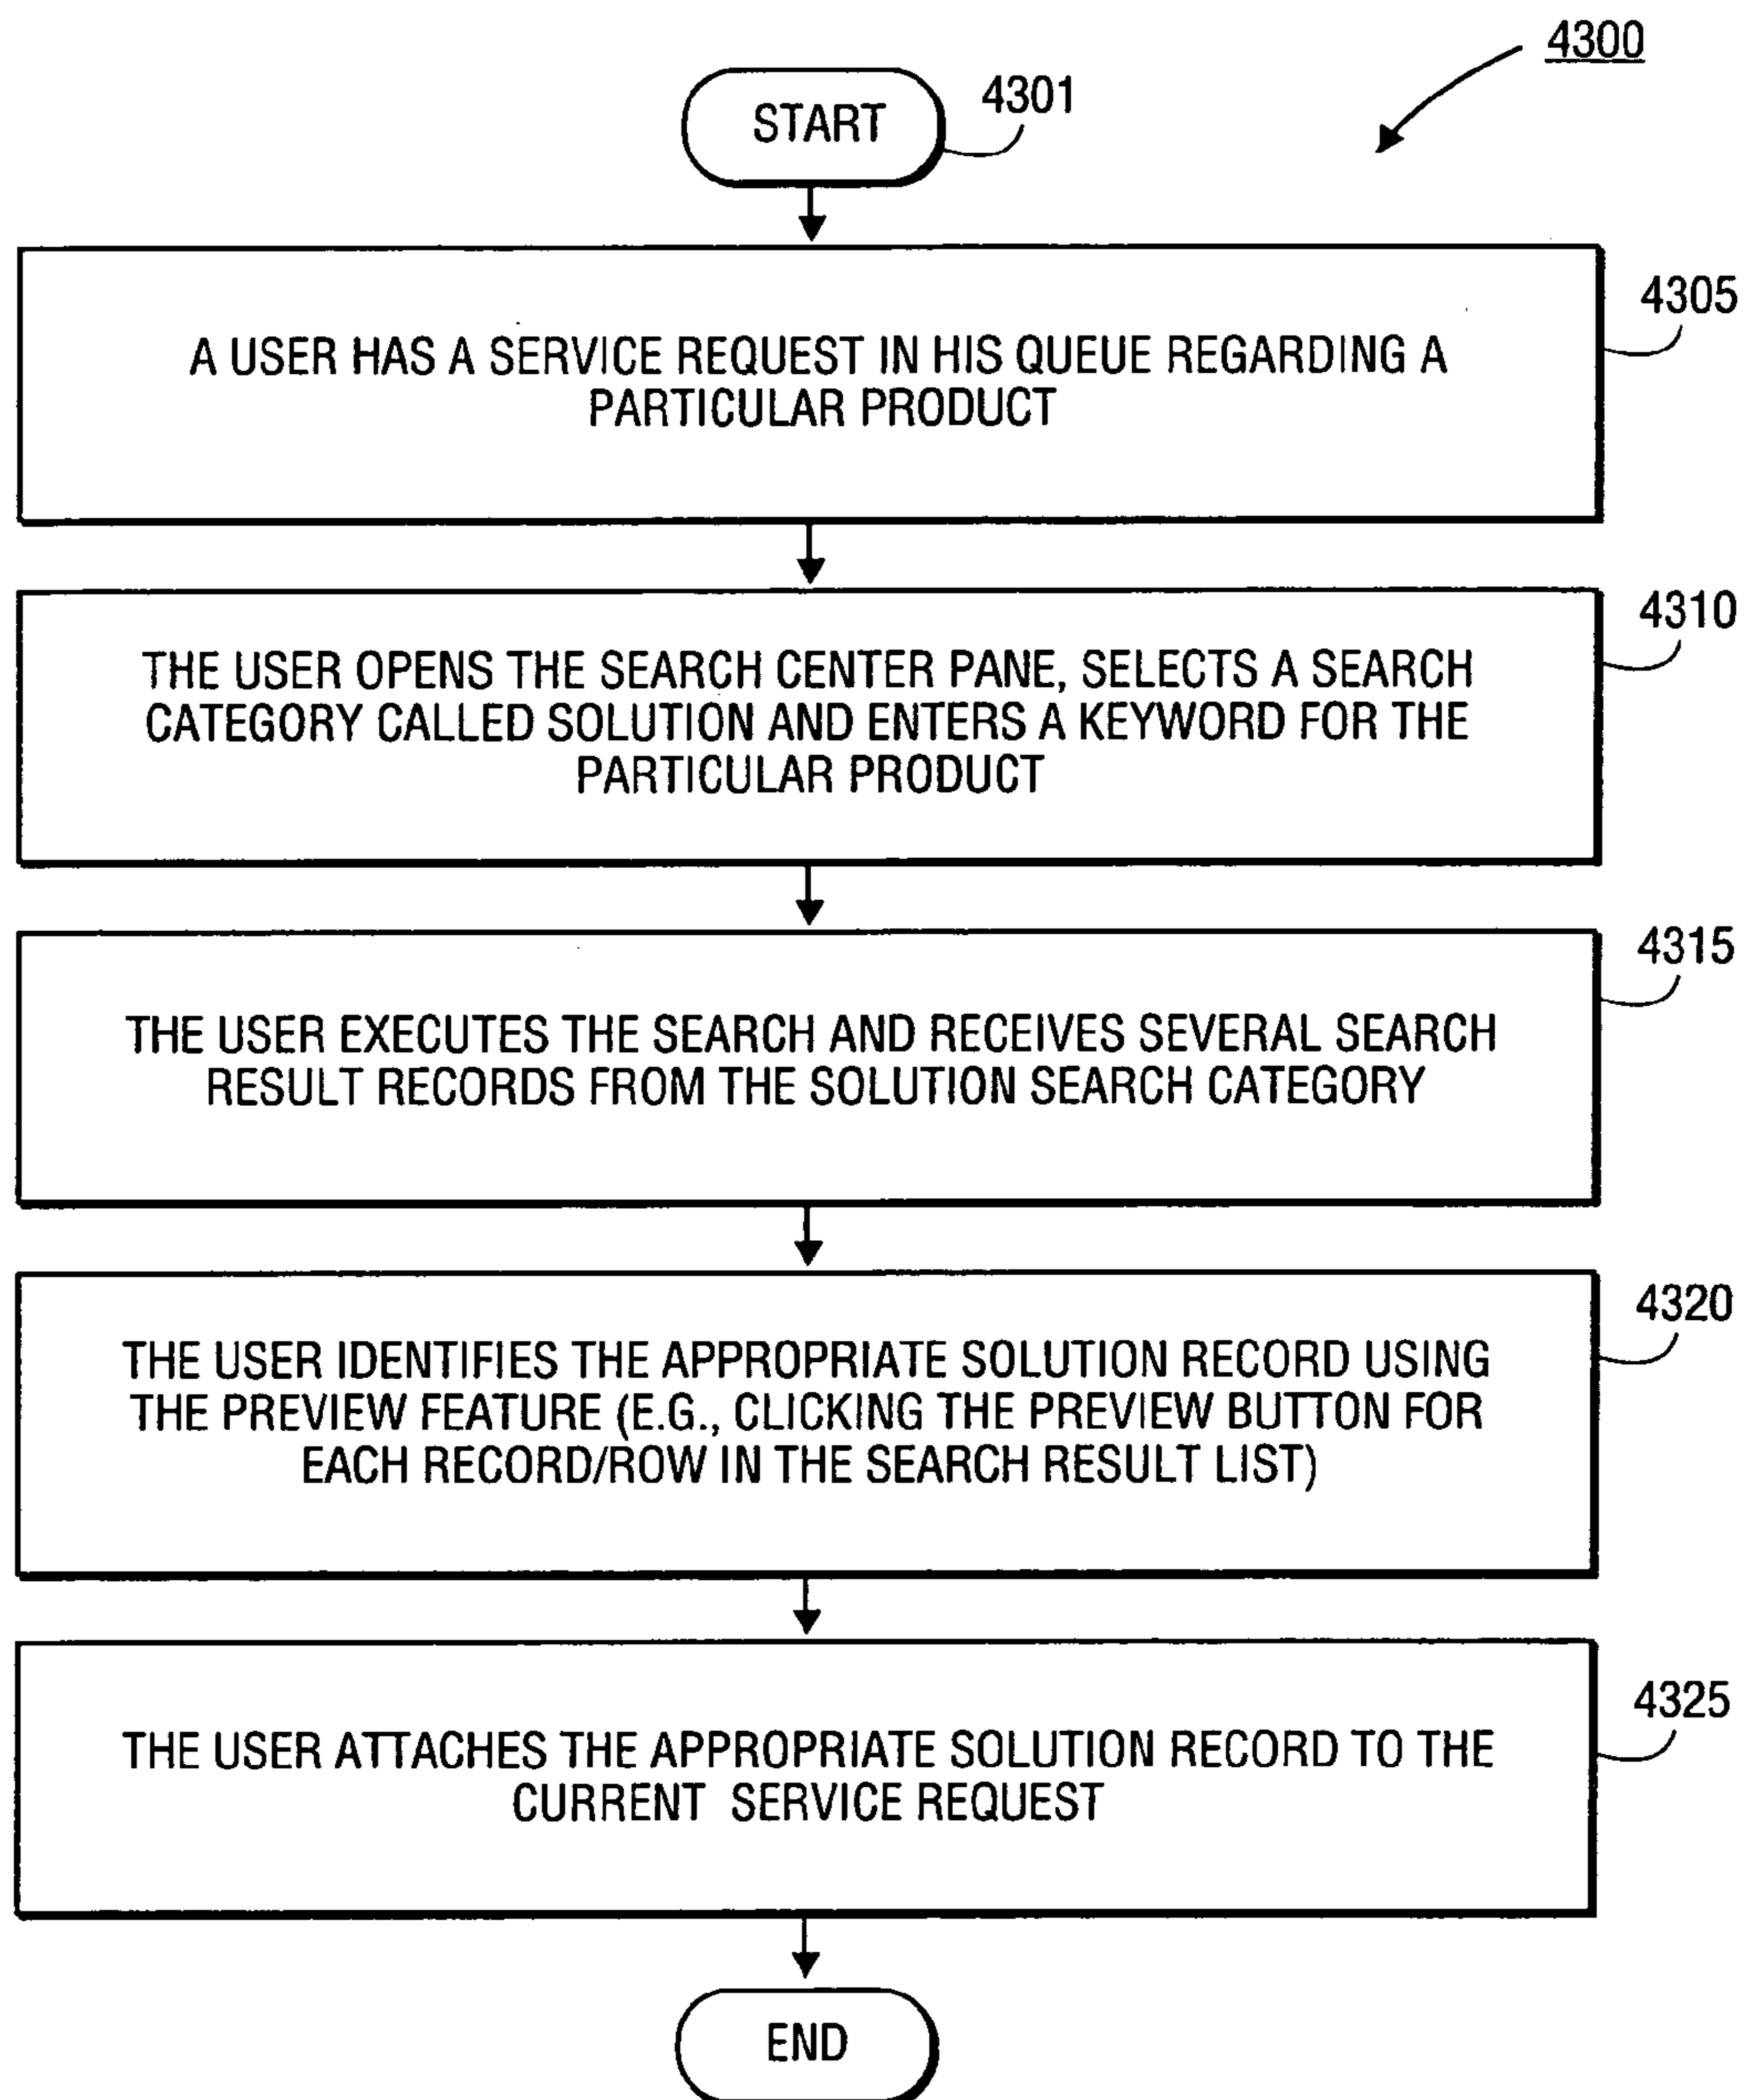 4300
START
4301
A USER HAS A SERVICE REQUEST IN HIS QUEUE REGARDING A
PARTICULAR PRODUCT
4305
THE USER OPENS THE SEARCH CENTER PANE, SELECTS A SEARCH
CATEGORY CALLED SOLUTION AND ENTERS A KEYWORD FOR THE
PARTICULAR PRODUCT
4310
THE USER EXECUTES THE SEARCH AND RECEIVES SEVERAL SEARCH
RESULT RECORDS FROM THE SOLUTION SEARCH CATEGORY
4315
THE USER IDENTIFIES THE APPROPRIATE SOLUTION RECORD USING
THE PREVIEW FEATURE (E.G., CLICKING THE PREVIEW BUTTON FOR
EACH RECORD/ROW IN THE SEARCH RESULT LIST)
4320
THE USER ATTACHES THE APPROPRIATE SOLUTION RECORD TO THE
CURRENT SERVICE REQUEST
4325
END